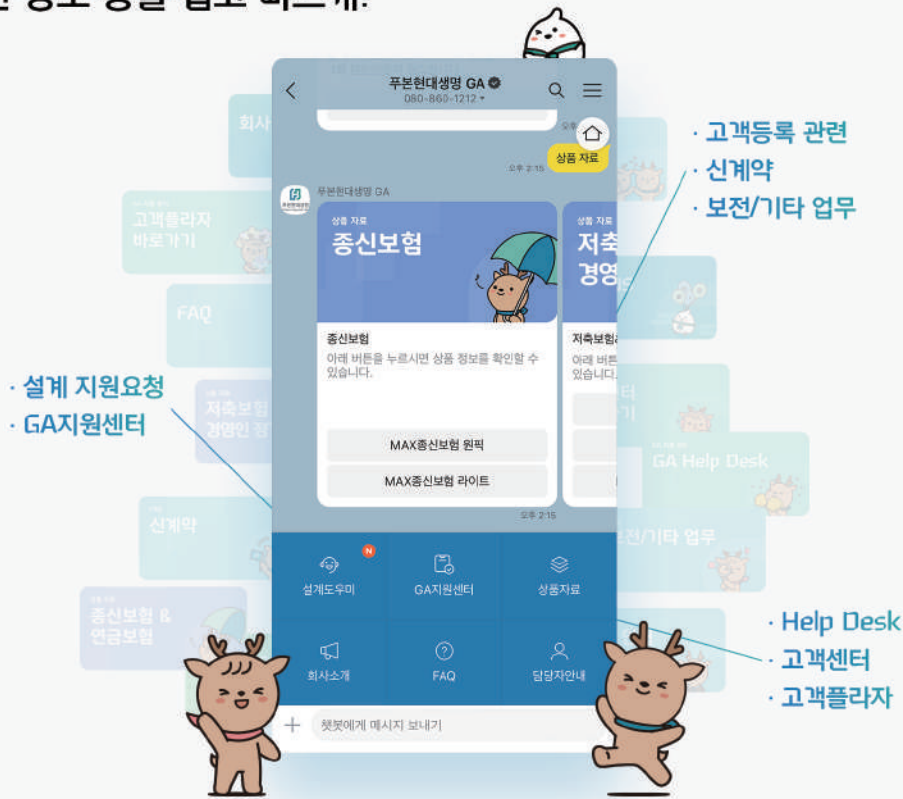 푸본현대생명 GA
080-860-1212
상품 자료
오후 2:15
푸본현대생명 GA
상품 자료
종신보험
상품 자료
저축
경영
종신보험
아래 버튼을 누르시면 상품 정보를 확인할 수
있습니다.
저축보험&
아래 버튼
있습니다.
MAX종신보험 원픽
MAX종신보험 라이트
오후 2:15
N
설계도우미
GA지원센터
상품자료
회사소개
FAQ
담당자안내
챗봇에게 메시지 보내기
· 고객등록 관련
· 신계약
· 보전/기타 업무
· 설계 지원요청
· GA지원센터
· Help Desk
· 고객센터
· 고객플라자
회사
고객플라자
바로가기
FAQ
저축보험
경영인 정
신계약
종신보험 &
연금보험
GA Help Desk
보전/기타 업무